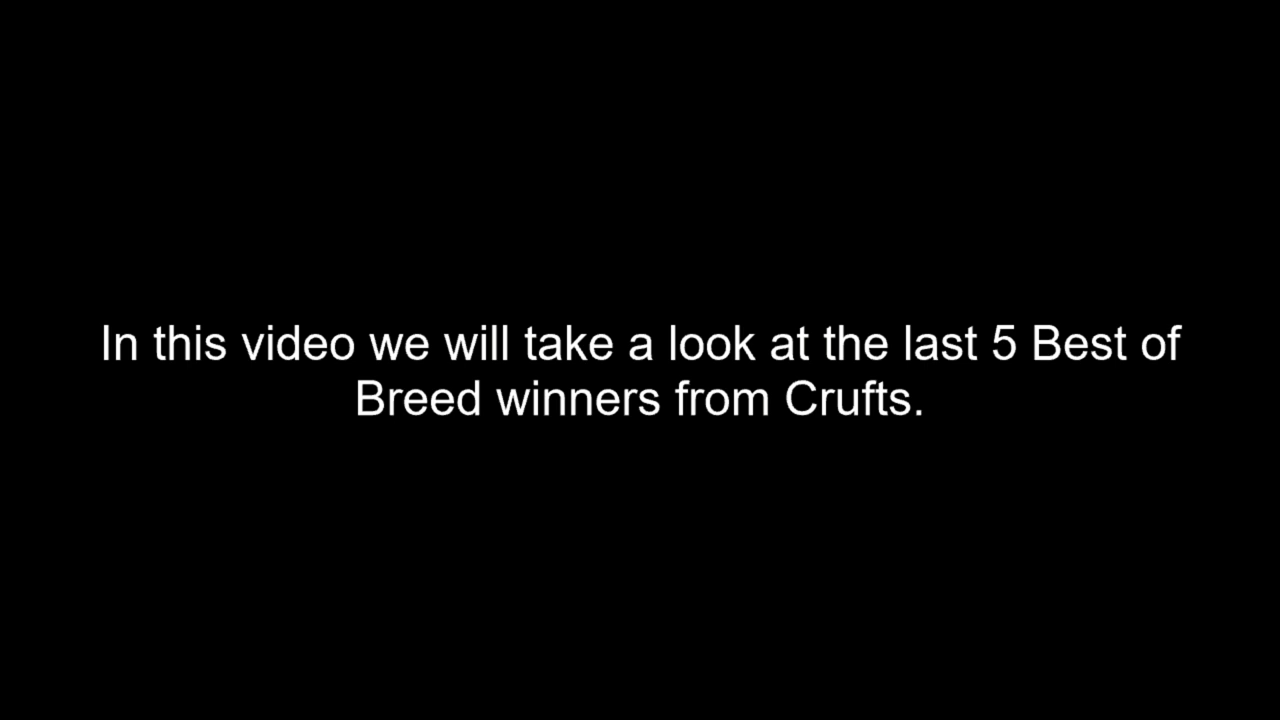 In this video we will take a look at the last 5 Best of
Breed winners from Crufts.